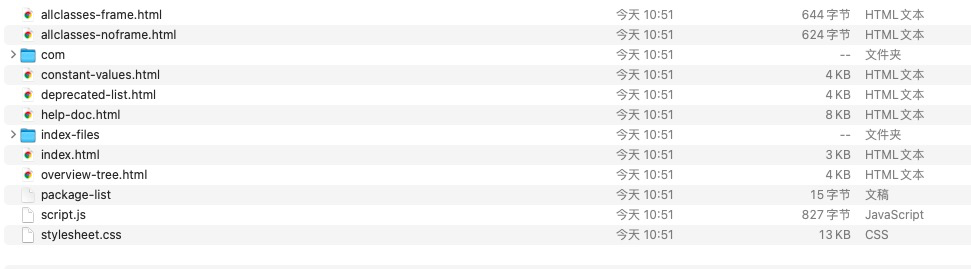 allclasses-frame.html 今天 10:51 644 字节 HTML文本
allclasses-noframe.html 今天 10:51 624 字节 HTML文本
com 今天 10:51 -- 文件夹
constant-values.html 今天 10:51 4 KB HTML文本
deprecated-list.html 今天 10:51 4 KB HTML文本
help-doc.html 今天 10:51 8 KB HTML文本
index-files 今天 10:51 -- 文件夹
index.html 今天 10:51 3 KB HTML文本
overview-tree.html 今天 10:51 4 KB HTML文本
package-list 今天 10:51 15 字节 文稿
script.js 今天 10:51 827 字节 JavaScript
stylesheet.css 今天 10:51 13 KB CSS